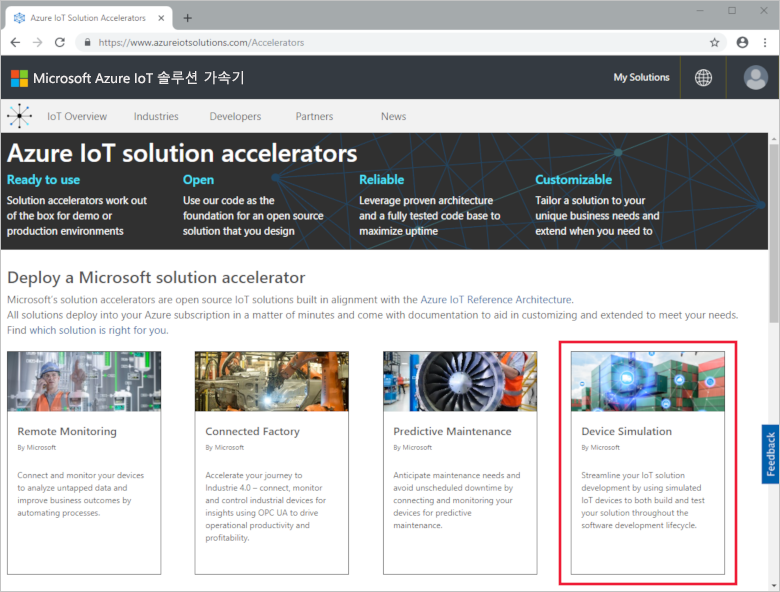 Azure IoT Solution Accelerators
https://www.azureiotsolutions.com/Accelerators
Microsoft Azure IoT 솔루션 가속기
My Solutions
IoT Overview
Industries
Developers
Partners
News
Azure IoT solution accelerators
Ready to use
Solution accelerators work out
of the box for demo or
production environments
Open
Use our code as the
foundation for an open source
solution that you design
Reliable
Leverage proven architecture
and a fully tested code base to
maximize uptime
Customizable
Tailor a solution to your
unique business needs and
extend when you need to
Deploy a Microsoft solution accelerator
Microsoft's solution accelerators are open source IoT solutions built in alignment with the Azure IoT Reference Architecture.
All solutions deploy into your Azure subscription in a matter of minutes and come with documentation to aid in customizing and extended to meet your needs.
Find which solution is right for you.
Remote Monitoring
By Microsoft
Connect and monitor your devices
to analyze untapped data and
improve business outcomes by
automating processes.
Connected Factory
By Microsoft
Accelerate your journey to
Industrie 4.0 – connect, monitor
and control industrial devices for
insights using OPC UA to drive
operational productivity and
profitability.
Predictive Maintenance
By Microsoft
Anticipate maintenance needs and
avoid unscheduled downtime by
connecting and monitoring your
devices for predictive
maintenance.
Device Simulation
By Microsoft
Streamline your IoT solution
development by using simulated
IoT devices to both build and test
your solution throughout the
software development lifecycle.
Feedback